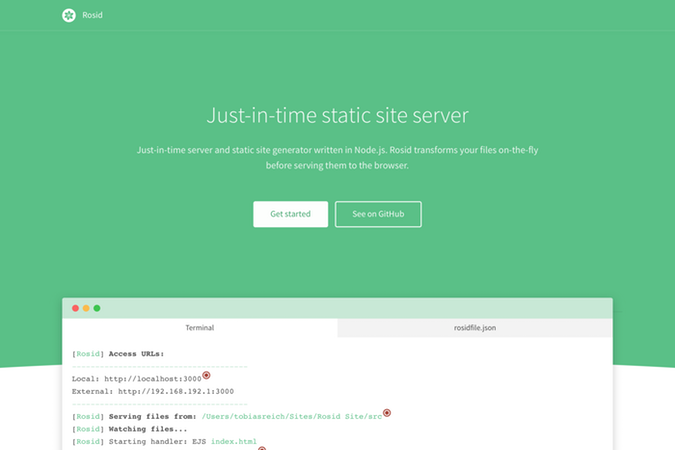 Rosid
Just-in-time static site server
Just-in-time server and static site generator written in Node.js. Rosid transforms your files on-the-fly
before serving them to the browser.
Get started
See on GitHub
Terminal
rosidfile.json
[Rosid] Access URLs:
-----------------------------------
Local: http://localhost:3000
External: http://192.168.192.1:3000
-----------------------------------
[Rosid] Serving files from: /Users/tobiasreich/Sites/Rosid Site/src
[Rosid] Watching files...
[Rosid] Starting handler: EJS index.html